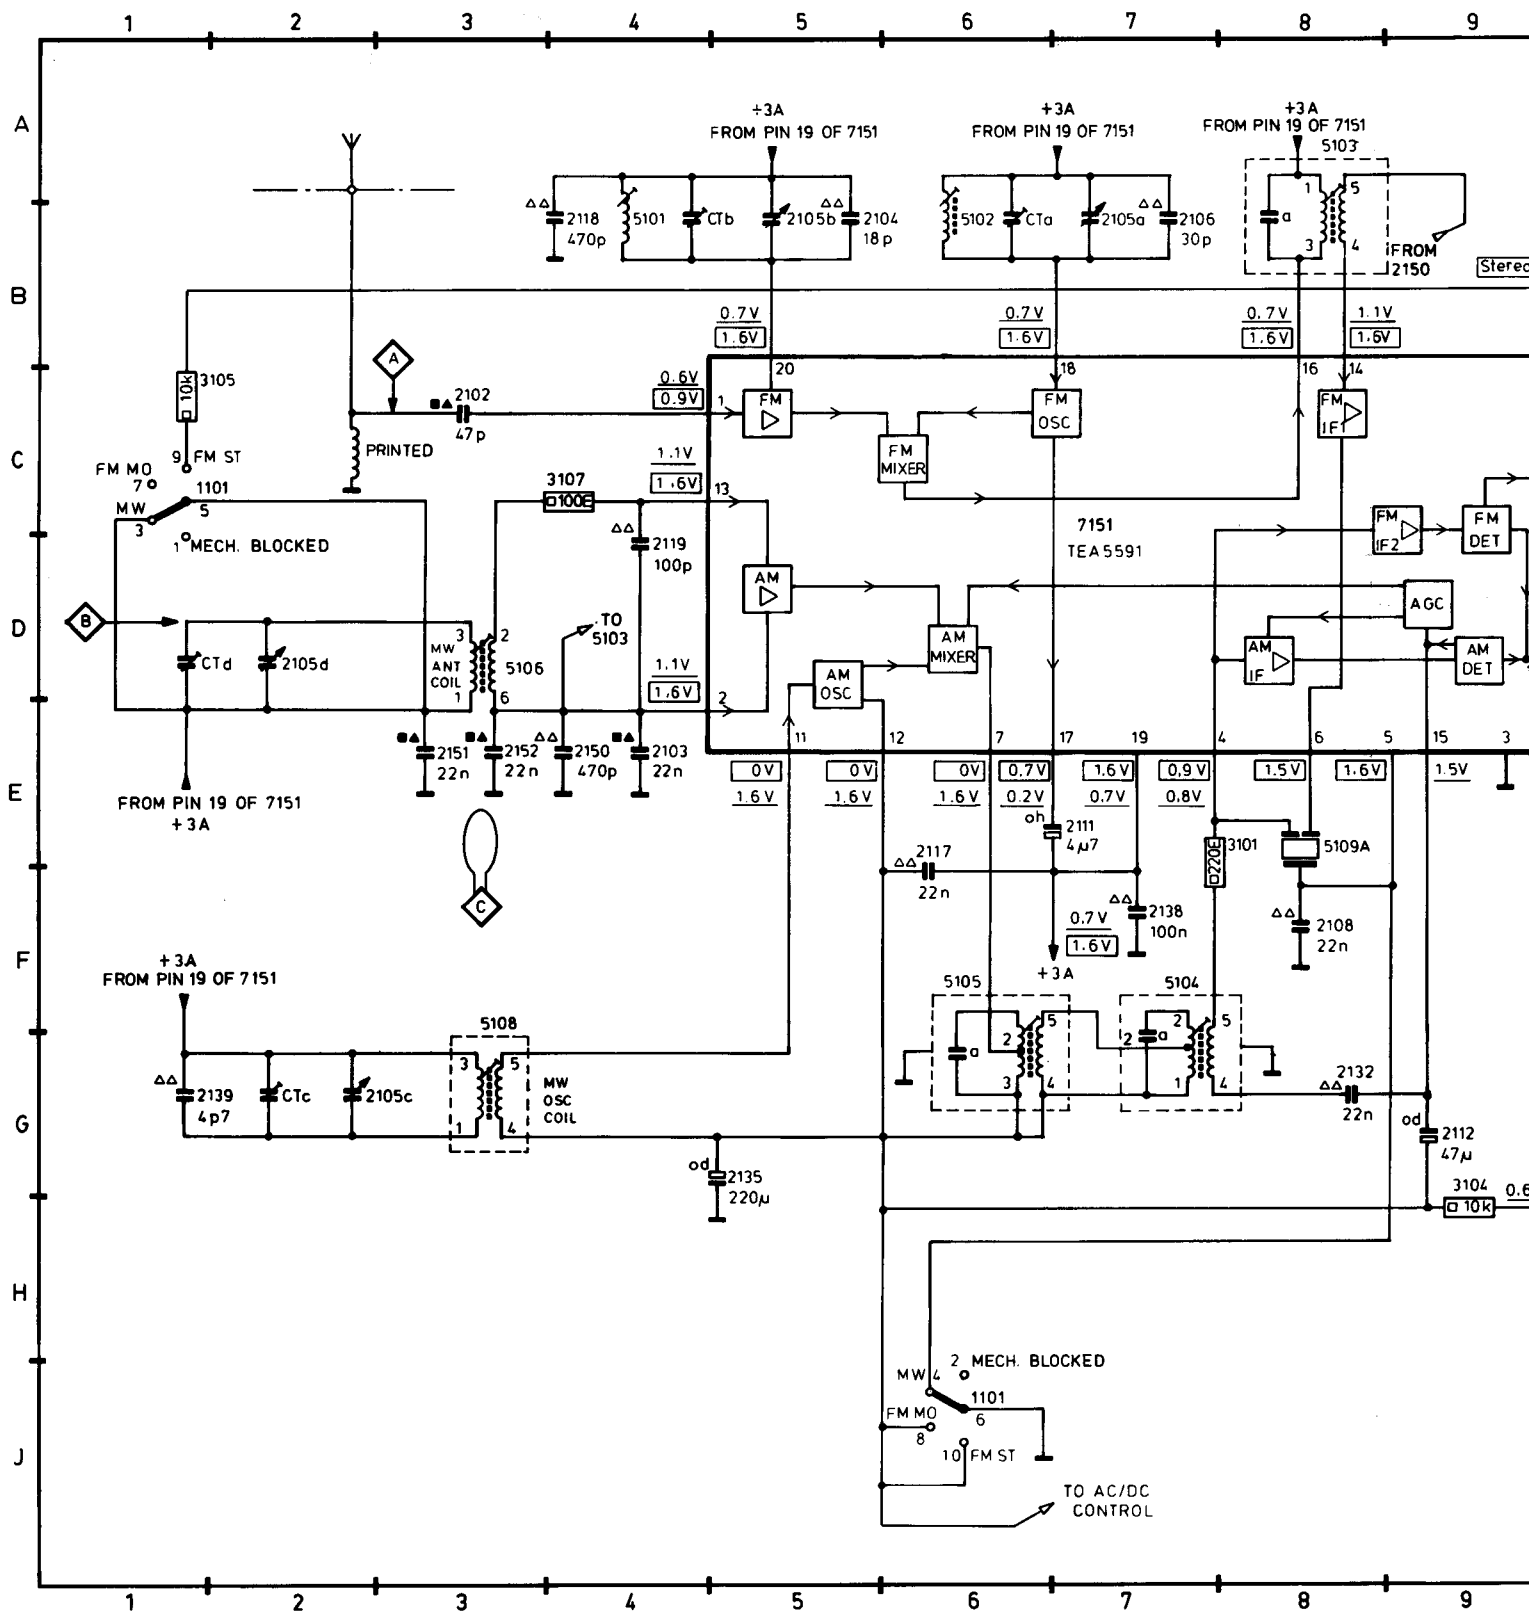 1 2 3 4 5 6 7 8 9
A
÷3A
FROM PIN 19 OF 7151
+3A
FROM PIN 19 OF 7151
+3A
FROM PIN 19 OF 7151
5103
△△ 2118
470p
5101
CTb
2105b
△△ 2104
18p
5102
CTa
2105a
△△ 2106
30p
a
1
3
5
4
FROM
2150
Stereo
B
0.7V
1.6V
0.7V
1.6V
0.7V
1.6V
1.1V
1.6V
A
20
18
16
14
10k
3105
■▲ 2102
47p
0.6V
0.9V
1
FM
FM
OSC
FM
IF1
FM
MIXER
C
PRINTED
9 FM ST
FM MO
7
1101
5
MW
3
1 MECH. BLOCKED
3107
100E
1.1V
1.6V
13
△△ 2119
100p
7151
TEA5591
FM
IF2
FM
DET
AM
AGC
D
B
CTd
2105d
MW
ANT
COIL
3
1
2
6
5106
TO
5103
1.1V
1.6V
2
AM
MIXER
AM
OSC
AM
IF
AM
DET
■▲ 2151
22n
■▲ 2152
22n
△△ 2150
470p
■▲ 2103
22n
11
12
7
17
19
4
6
5
15
3
E
0V
1.6V
0V
1.6V
0V
1.6V
0.7V
0.2V
1.6V
0.7V
0.9V
0.8V
1.5V
1.6V
1.5V
FROM PIN 19 OF 7151
+3A
oh 2111
4µ7
220E
3101
5109A
△△ 2117
22n
C
△△ 2138
100n
△△ 2108
22n
0.7V
1.6V
+3A
F
+3A
FROM PIN 19 OF 7151
5108
5105
5104
△△ 2139
4p7
CTc
2105c
3
1
5
4
MW
OSC
COIL
a
2
3
5
4
2
a
2
1
5
4
△△ 2132
22n
G
od 2135
220µ
od 2112
47µ
3104
10k
0.6
H
2 MECH. BLOCKED
MW 4
1101
6
FM MO
8
10 FM ST
J
TO AC/DC
CONTROL
1 2 3 4 5 6 7 8 9